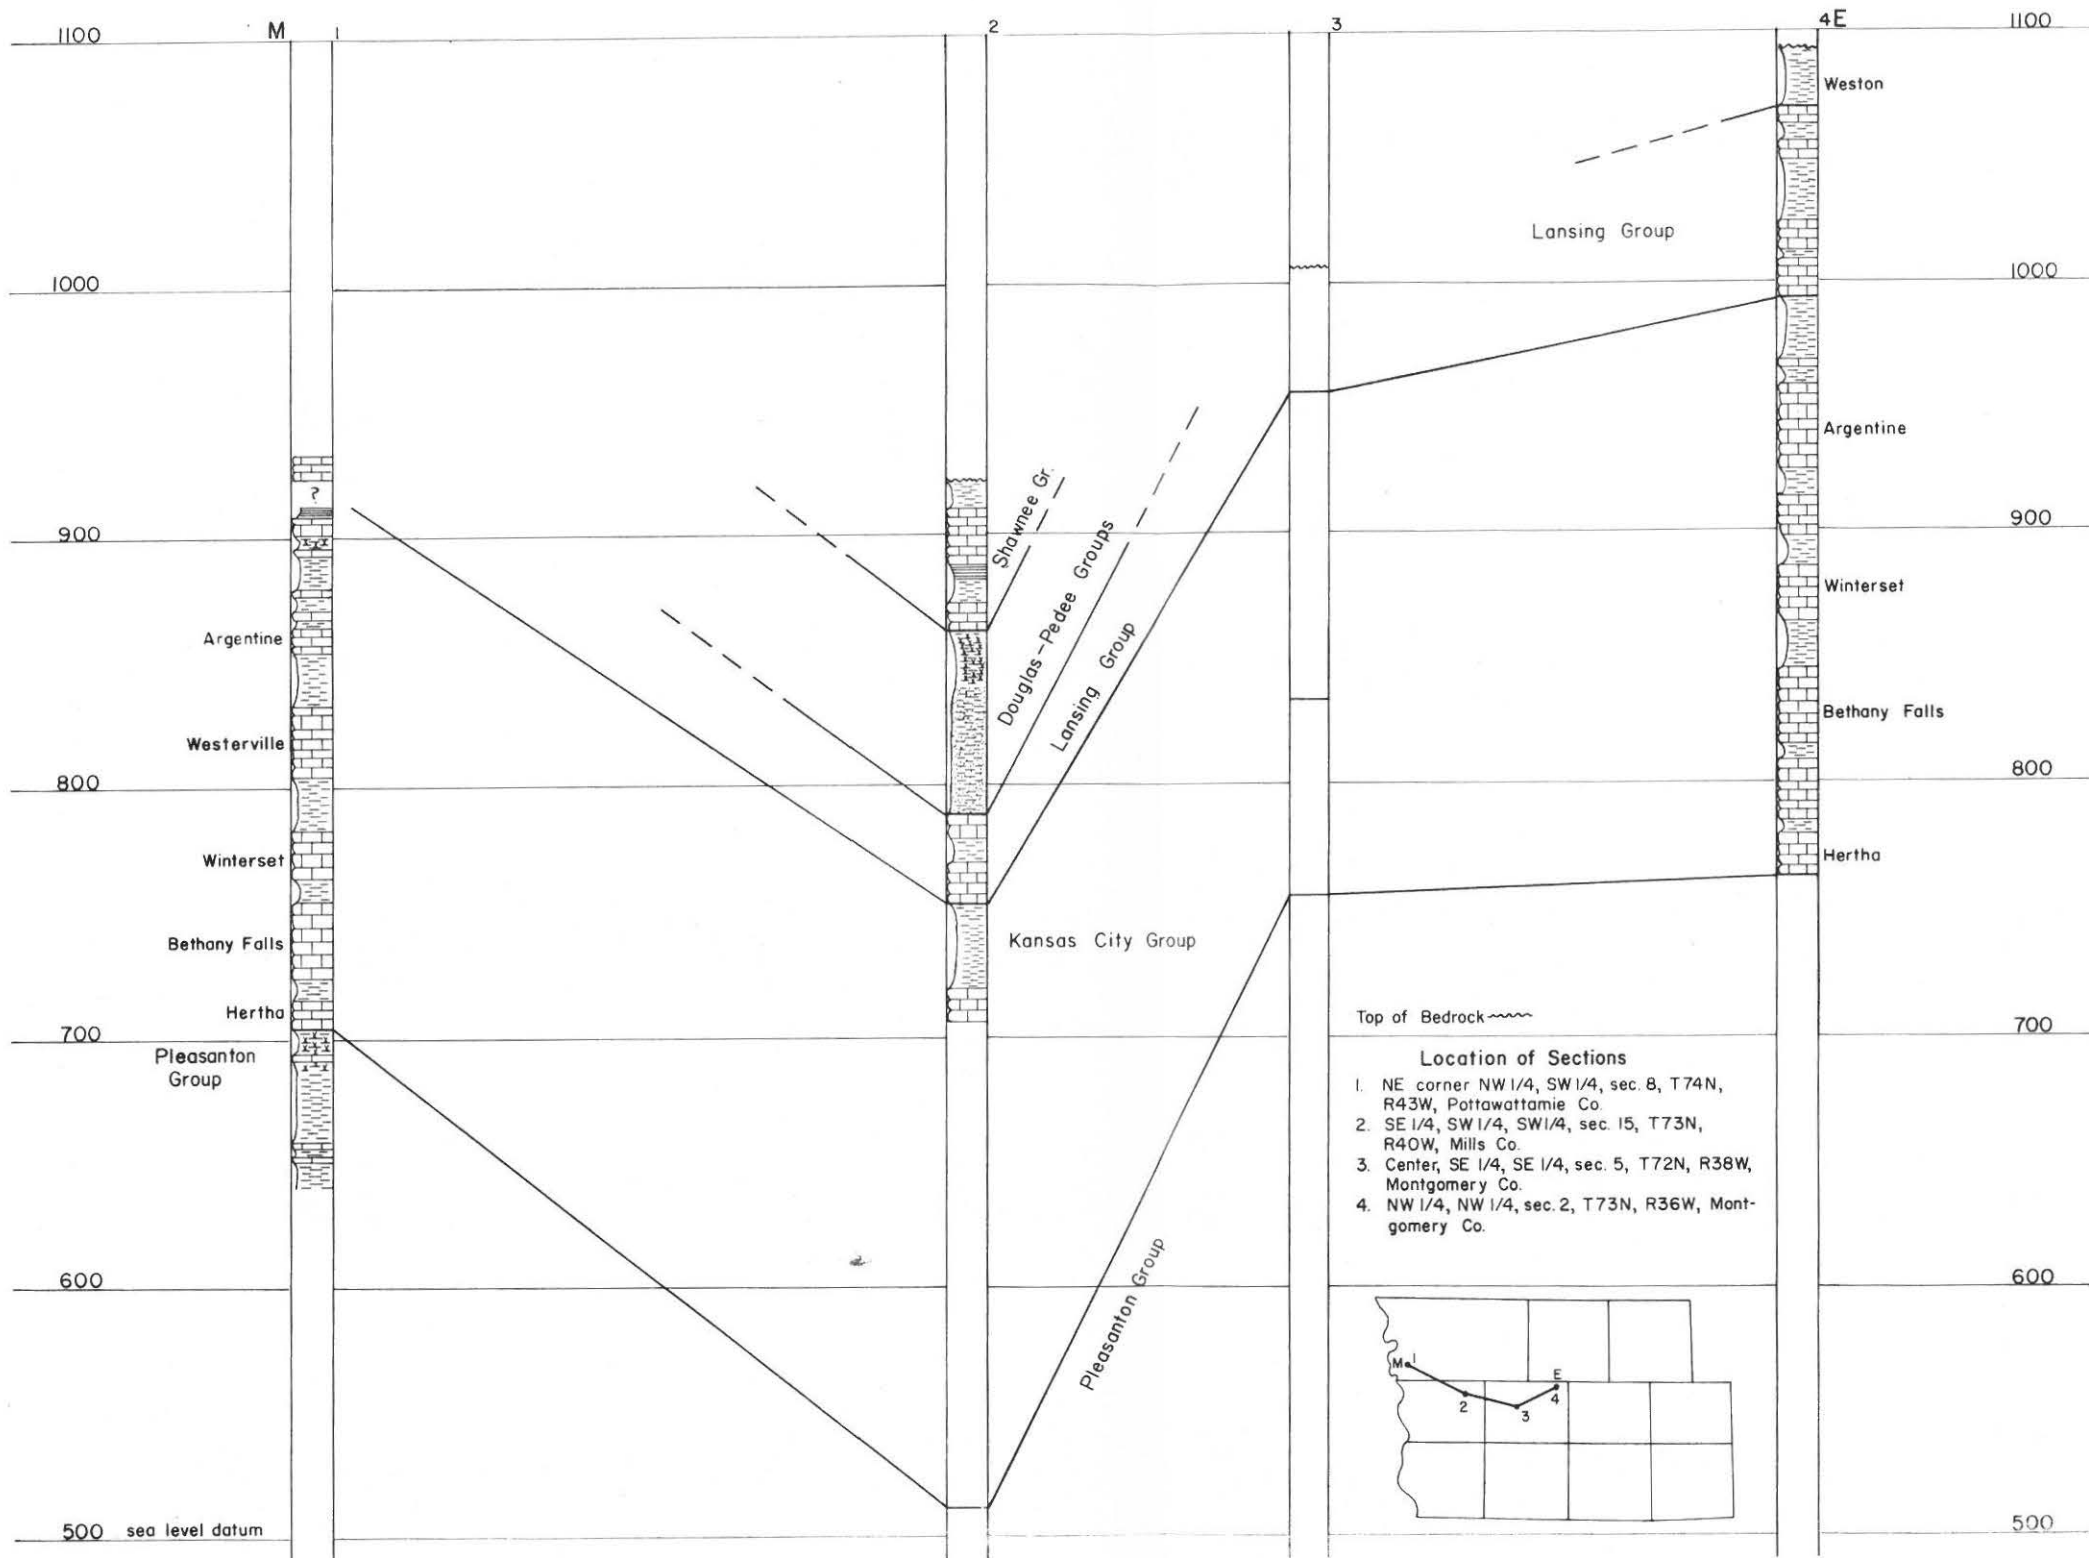 M
1
2
3
4E
1100
1100
1000
1000
900
900
800
800
700
700
600
600
500 sea level datum
500
?
Argentine
Westerville
Winterset
Bethany Falls
Hertha
Pleasanton
Group
Shawnee Gr.
Douglas-Pedee Groups
Lansing Group
Kansas City Group
Pleasanton Group
Lansing Group
Weston
Argentine
Winterset
Bethany Falls
Hertha
Top of Bedrock
Location of Sections
1. NE corner NW 1/4, SW 1/4, sec. 8, T74N,
R43W, Pottawattamie Co.
2. SE 1/4, SW 1/4, SW 1/4, sec. 15, T73N,
R40W, Mills Co.
3. Center, SE 1/4, SE 1/4, sec. 5, T72N, R38W,
Montgomery Co.
4. NW 1/4, NW 1/4, sec. 2, T73N, R36W, Mont-
gomery Co.
M 1
2
3
E
4